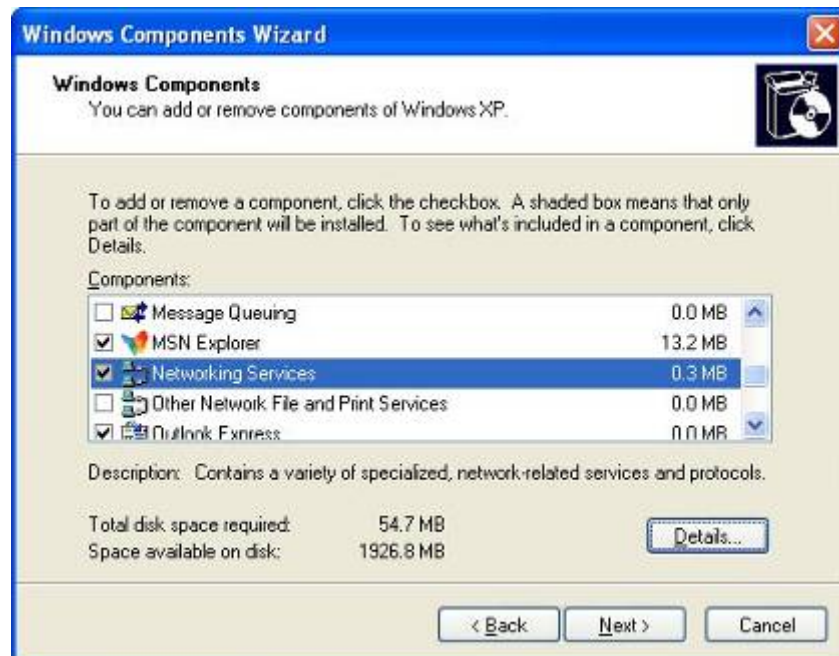 Windows Components Wizard
Windows Components
You can add or remove components of Windows XP.
To add or remove a component, click the checkbox. A shaded box means that only
part of the component will be installed. To see what's included in a component, click
Details.
Components:
Message Queuing 0.0 MB
MSN Explorer 13.2 MB
Networking Services 0.3 MB
Other Network File and Print Services 0.0 MB
Outlook Express 0.0 MB
Description: Contains a variety of specialized, network-related services and protocols.
Total disk space required: 54.7 MB
Space available on disk: 1926.8 MB
Details...
< Back Next > Cancel